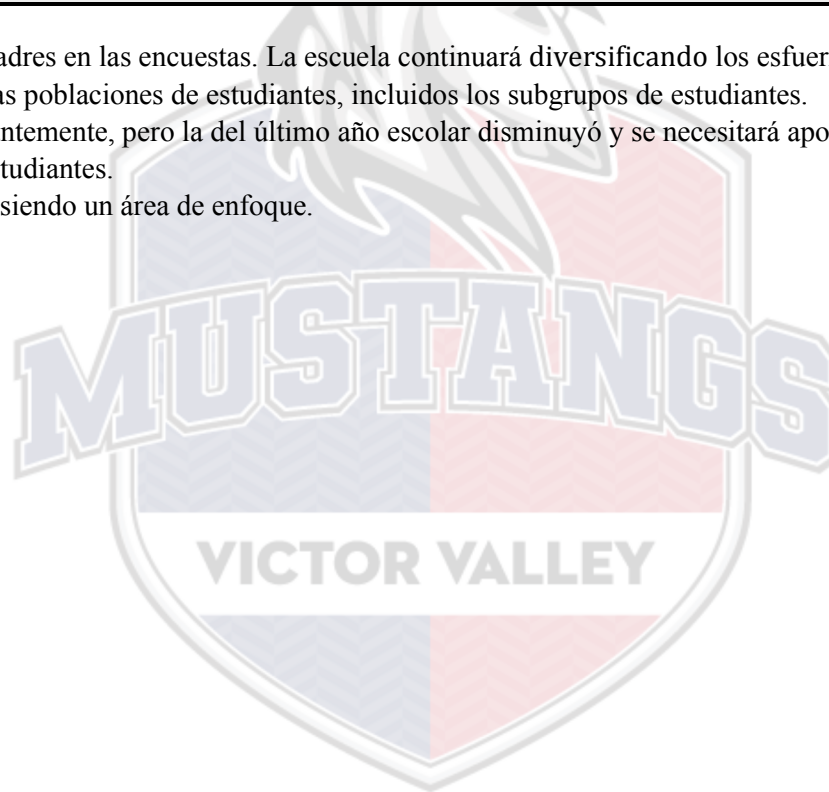 adres en las encuestas. La escuela continuará diversificando los esfuer
as poblaciones de estudiantes, incluidos los subgrupos de estudiantes.
ntemente, pero la del último año escolar disminuyó y se necesitará apo
tudiantes.
siendo un área de enfoque.
MUSTANGS
VICTOR VALLEY